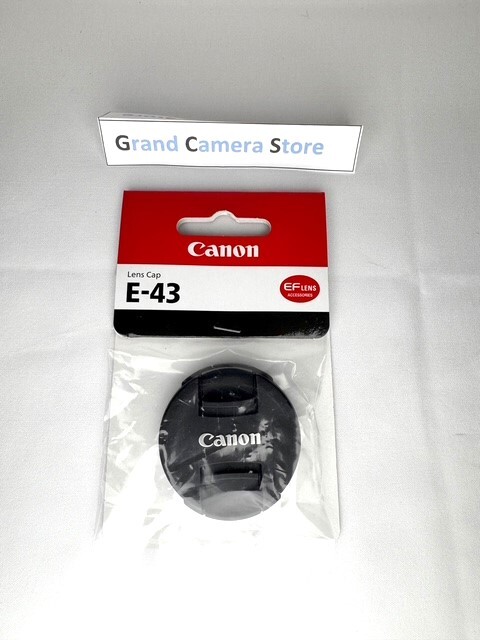 Grand Camera Store
Canon
Lens Cap
E-43
EF LENS
ACCESSORIES
Canon